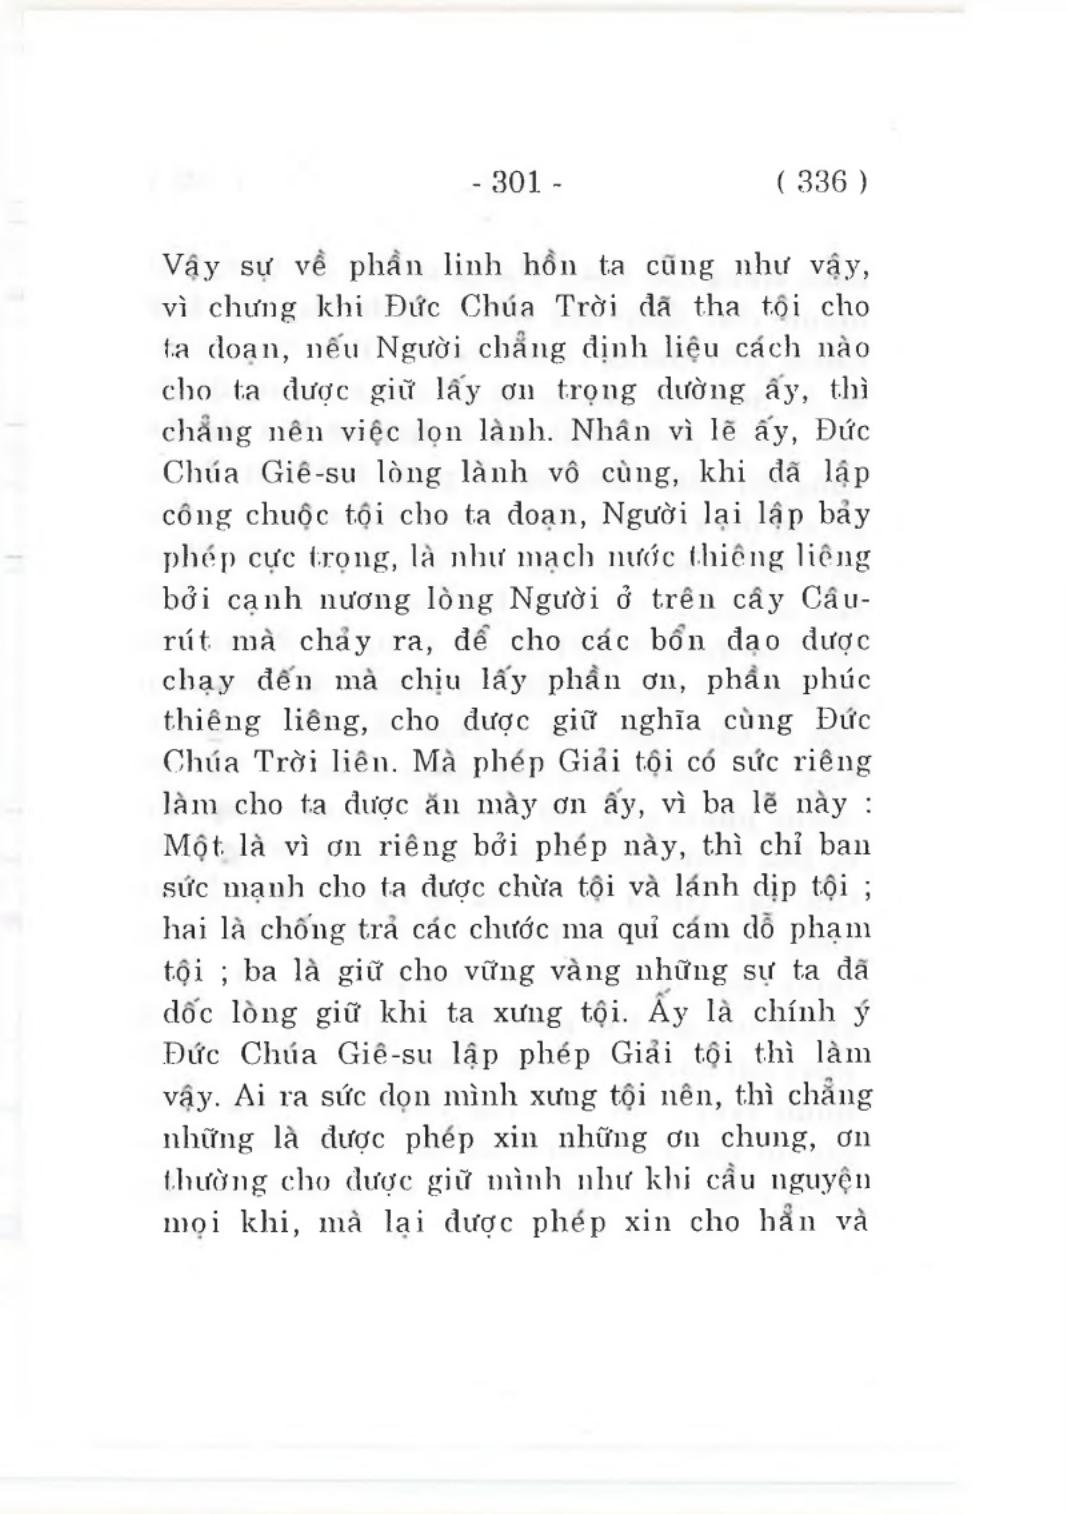 - 301 - ( 336 )
Vậy sự về phần linh hồn ta cũng như vậy,
vì chưng khi Đức Chúa Trời đã tha tội cho
ta đoạn, nếu Người chẳng định liệu cách nào
cho ta được giữ lấy ơn trọng dường ấy, thì
chẳng nên việc lọn lành. Nhân vì lẽ ấy, Đức
Chúa Giê-su lòng lành vô cùng, khi đã lập
công chuộc tội cho ta đoạn, Người lại lập bảy
phép cực trọng, là như mạch nước thiêng liêng
bởi cạnh nương lòng Người ở trên cây Câu-
rút mà chảy ra, để cho các bổn đạo được
chạy đến mà chịu lấy phần ơn, phần phúc
thiêng liêng, cho được giữ nghĩa cùng Đức
Chúa Trời liên. Mà phép Giải tội có sức riêng
làm cho ta được ăn mày ơn ấy, vì ba lẽ này :
Một là vì ơn riêng bởi phép này, thì chỉ ban
sức mạnh cho ta được chừa tội và lánh dịp tội ;
hai là chống trả các chước ma quỉ cám dỗ phạm
tội ; ba là giữ cho vững vàng những sự ta đã
dốc lòng giữ khi ta xưng tội. Ấy là chính ý
Đức Chúa Giê-su lập phép Giải tội thì làm
vậy. Ai ra sức dọn mình xưng tội nên, thì chẳng
những là được phép xin những ơn chung, ơn
thường cho được giữ mình như khi cầu nguyện
mọi khi, mà lại được phép xin cho hẳn và